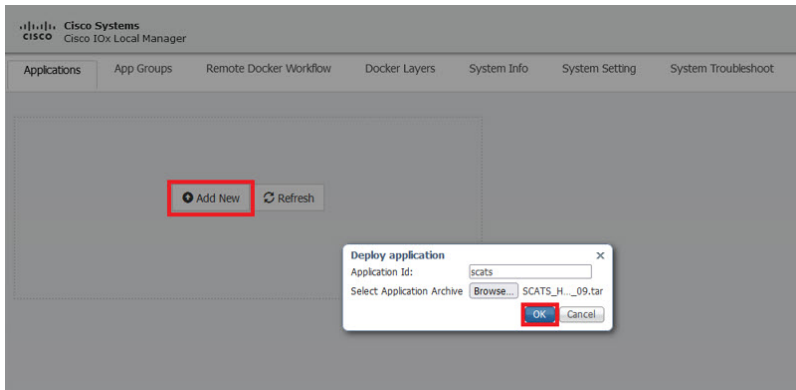 Cisco Systems
CISCO Cisco IOx Local Manager
Applications App Groups Remote Docker Workflow Docker Layers System Info System Setting System Troubleshoot
Add New Refresh
Deploy application
Application Id: scats
Select Application Archive Browse... SCATS_H..._09.tar
OK Cancel